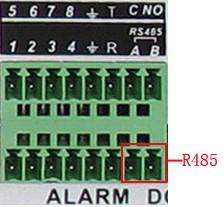 5 6 7 8 ⏚ T C NO
RS485
1 2 3 4 ⏚ R A B
R485
ALARM